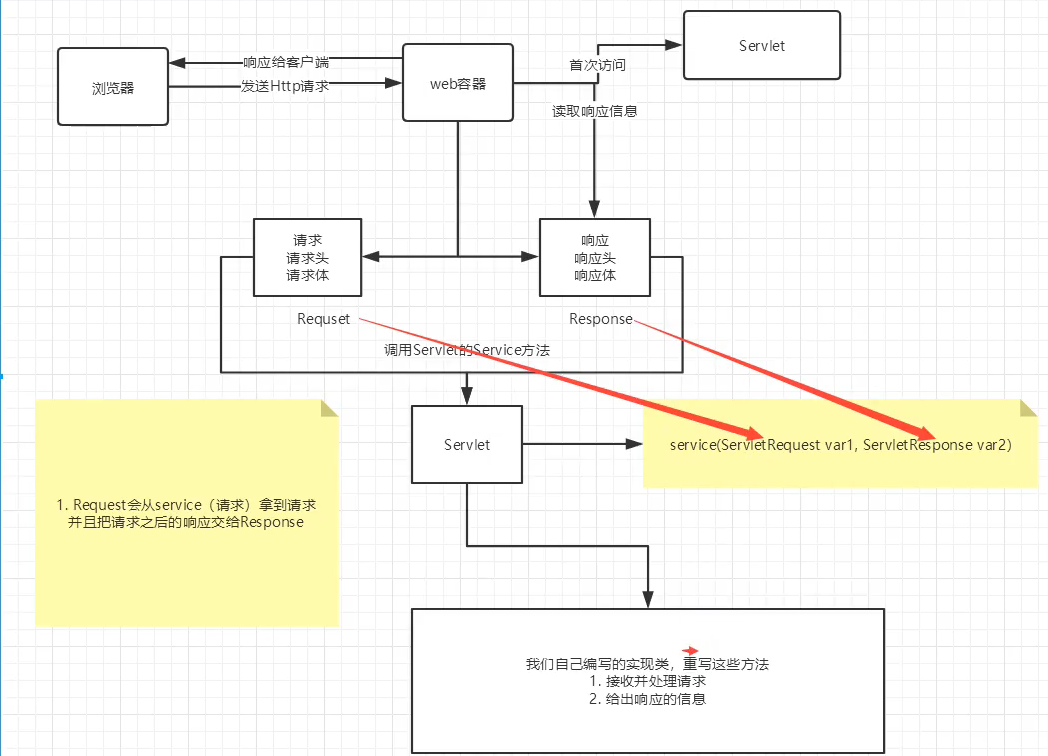 Servlet
响应给客户端
首次访问
浏览器
web容器
发送Http请求
读取响应信息
请求
请求头
请求体
响应
响应头
响应体
Requset
Response
调用Servlet的Service方法
Servlet
service(ServletRequest var1, ServletResponse var2)
1. Request会从service（请求）拿到请求
并且把请求之后的响应交给Response
我们自己编写的实现类，重写这些方法
1. 接收并处理请求
2. 给出响应的信息